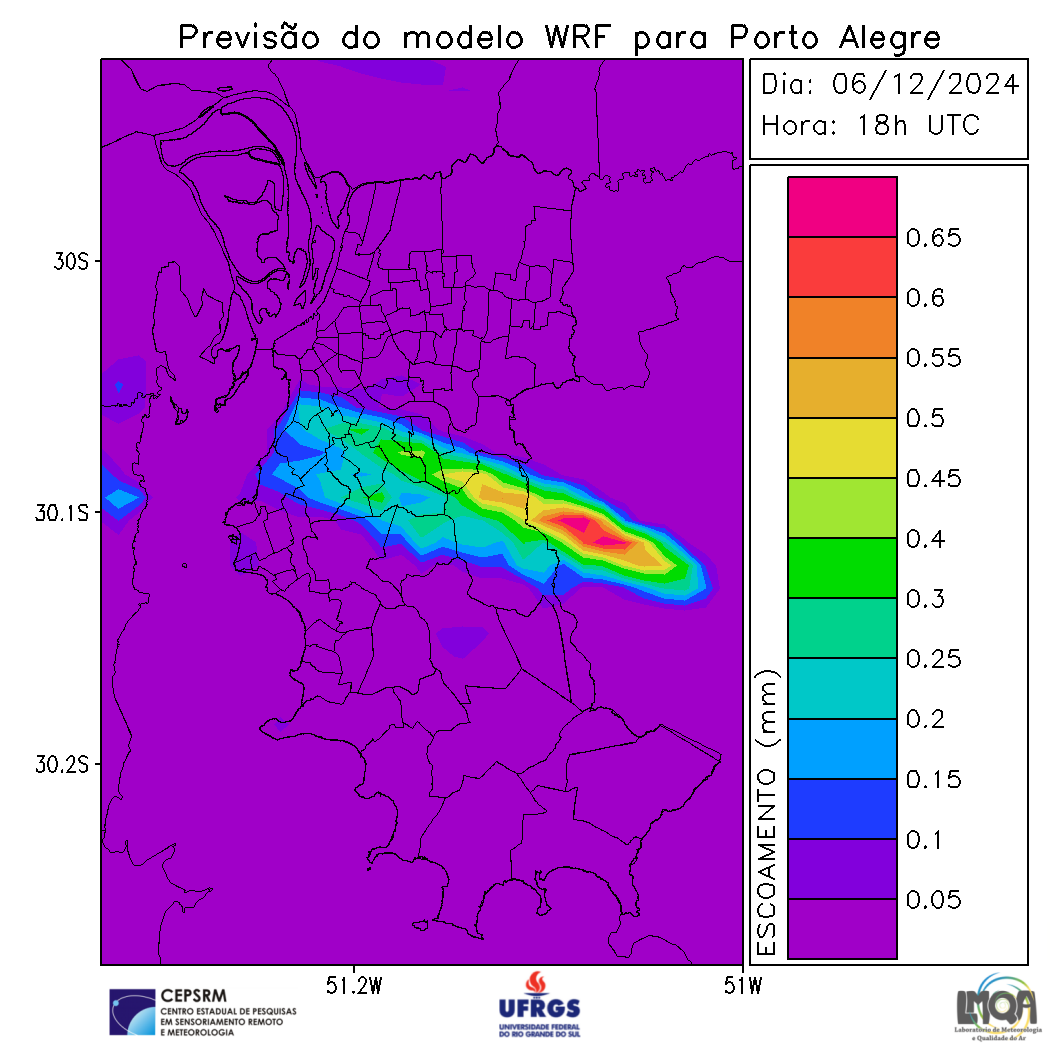 Previsão do modelo WRF para Porto Alegre
Dia: 06/12/2024
Hora: 18h UTC
30S
30.1S
30.2S
51.2W
51W
ESCOAMENTO (mm)
0.65
0.6
0.55
0.5
0.45
0.4
0.3
0.25
0.2
0.15
0.1
0.05
CEPSRM
CENTRO ESTADUAL DE PESQUISAS
EM SENSORIAMENTO REMOTO
E METEOROLOGIA
UFRGS
UNIVERSIDADE FEDERAL
DO RIO GRANDE DO SUL
LMQA
Laboratório de Meteorologia
e Qualidade do Ar